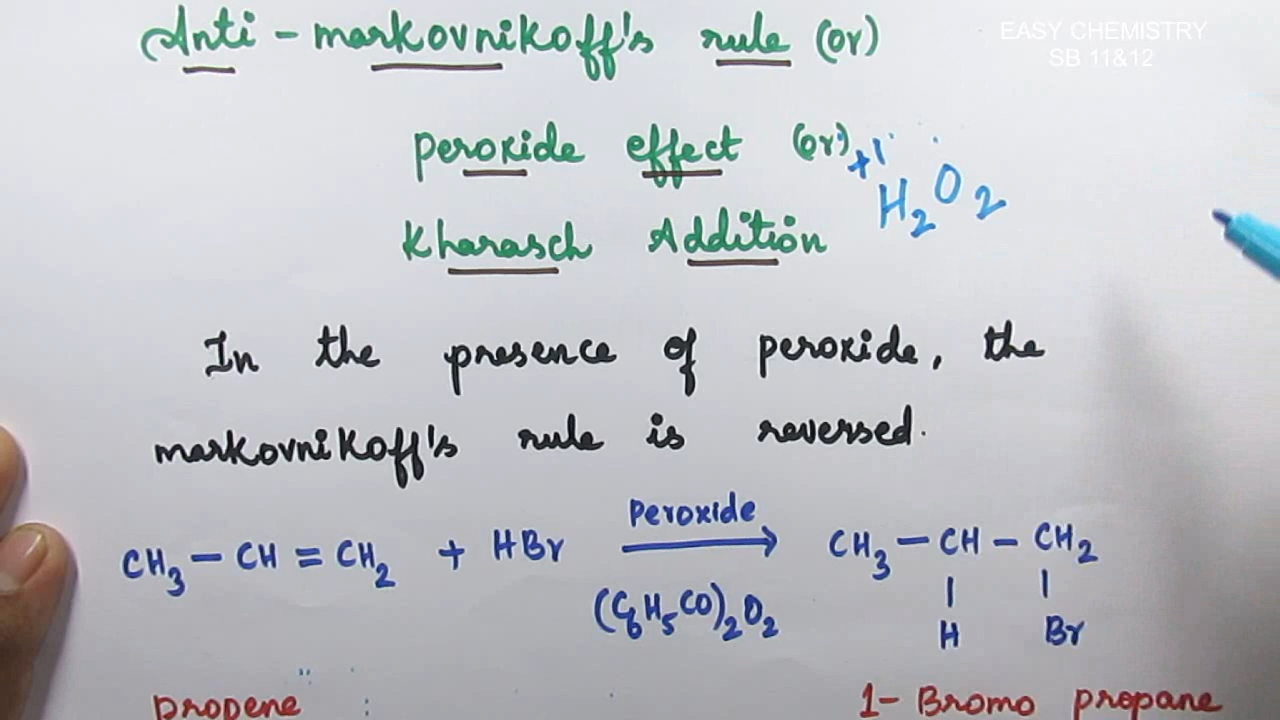 EASY CHEMISTRY
SB 11&12
Anti-markovnikoff's rule (or)
peroxide effect (or)
+1
H₂O₂
Kharasch Addition
In the presence of peroxide, the
markovnikoff's rule is reversed.
CH₃ – CH = CH₂ + HBr Peroxide ⟶ (C₆H₅CO)₂O₂ CH₃ – CH – CH₂
| |
H Br
propene 1- Bromo propane